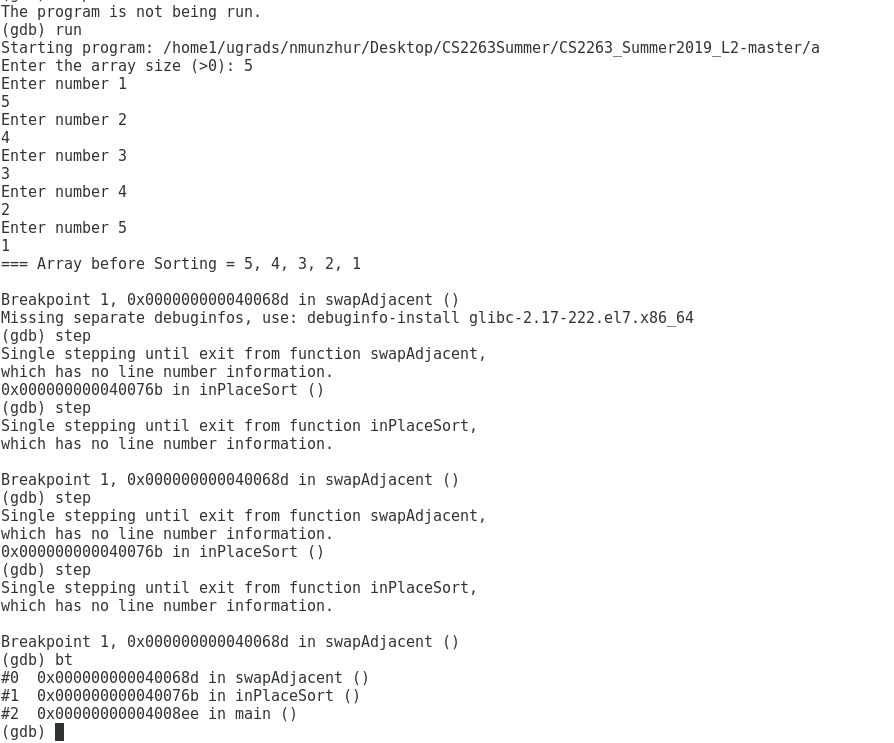 The program is not being run.
(gdb) run
Starting program: /home1/ugrads/nmunzhur/Desktop/CS2263Summer/CS2263_Summer2019_L2-master/a
Enter the array size (>0): 5
Enter number 1
5
Enter number 2
4
Enter number 3
3
Enter number 4
2
Enter number 5
1
=== Array before Sorting = 5, 4, 3, 2, 1
Breakpoint 1, 0x000000000040068d in swapAdjacent ()
Missing separate debuginfos, use: debuginfo-install glibc-2.17-222.el7.x86_64
(gdb) step
Single stepping until exit from function swapAdjacent,
which has no line number information.
0x000000000040076b in inPlaceSort ()
(gdb) step
Single stepping until exit from function inPlaceSort,
which has no line number information.
Breakpoint 1, 0x000000000040068d in swapAdjacent ()
(gdb) step
Single stepping until exit from function swapAdjacent,
which has no line number information.
0x000000000040076b in inPlaceSort ()
(gdb) step
Single stepping until exit from function inPlaceSort,
which has no line number information.
Breakpoint 1, 0x000000000040068d in swapAdjacent ()
(gdb) bt
#0  0x000000000040068d in swapAdjacent ()
#1  0x000000000040076b in inPlaceSort ()
#2  0x00000000004008ee in main ()
(gdb)